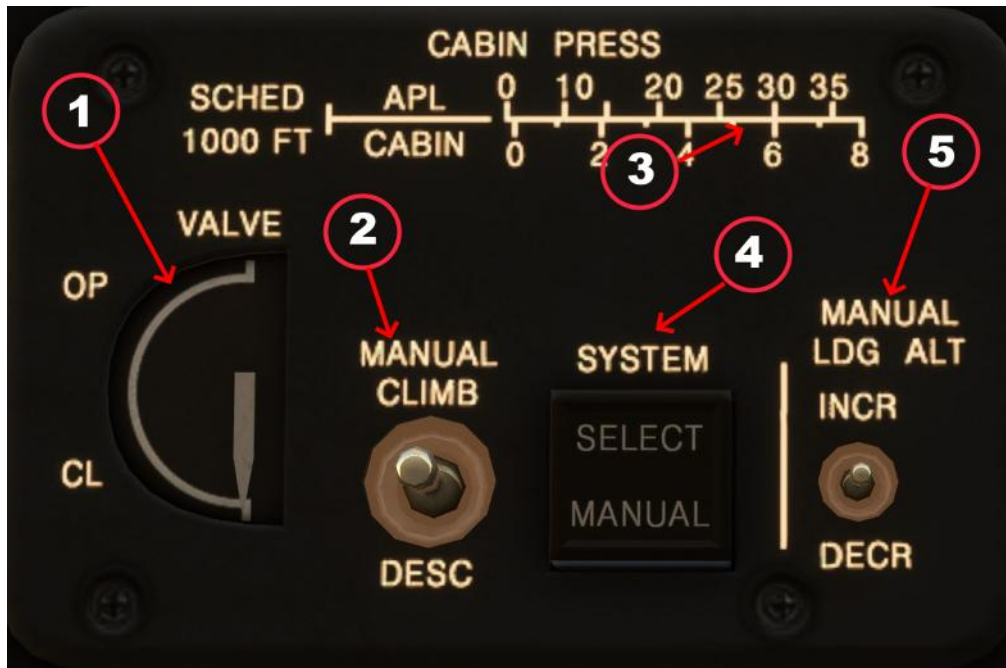 CABIN PRESS
SCHED APL 0 10 20 25 30 35
1000 FT CABIN 0 2 4 6 8
1
3
5
VALVE
2
4
OP
MANUAL
CLIMB
SYSTEM
MANUAL
LDG ALT
INCR
SELECT
CL
MANUAL
DESC
DECR